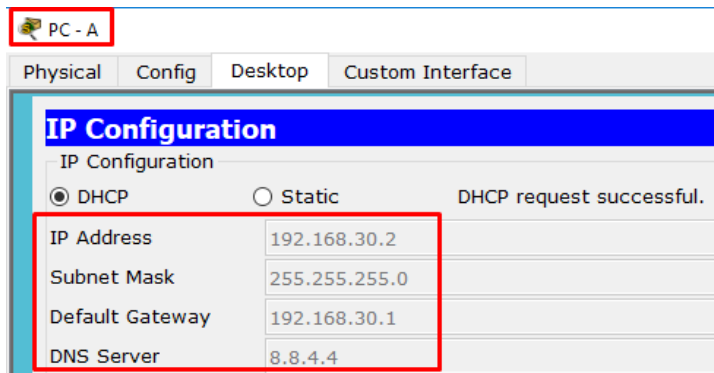 PC - A
Physical Config Desktop Custom Interface
IP Configuration
IP Configuration
DHCP Static DHCP request successful.
IP Address 192.168.30.2
Subnet Mask 255.255.255.0
Default Gateway 192.168.30.1
DNS Server 8.8.4.4